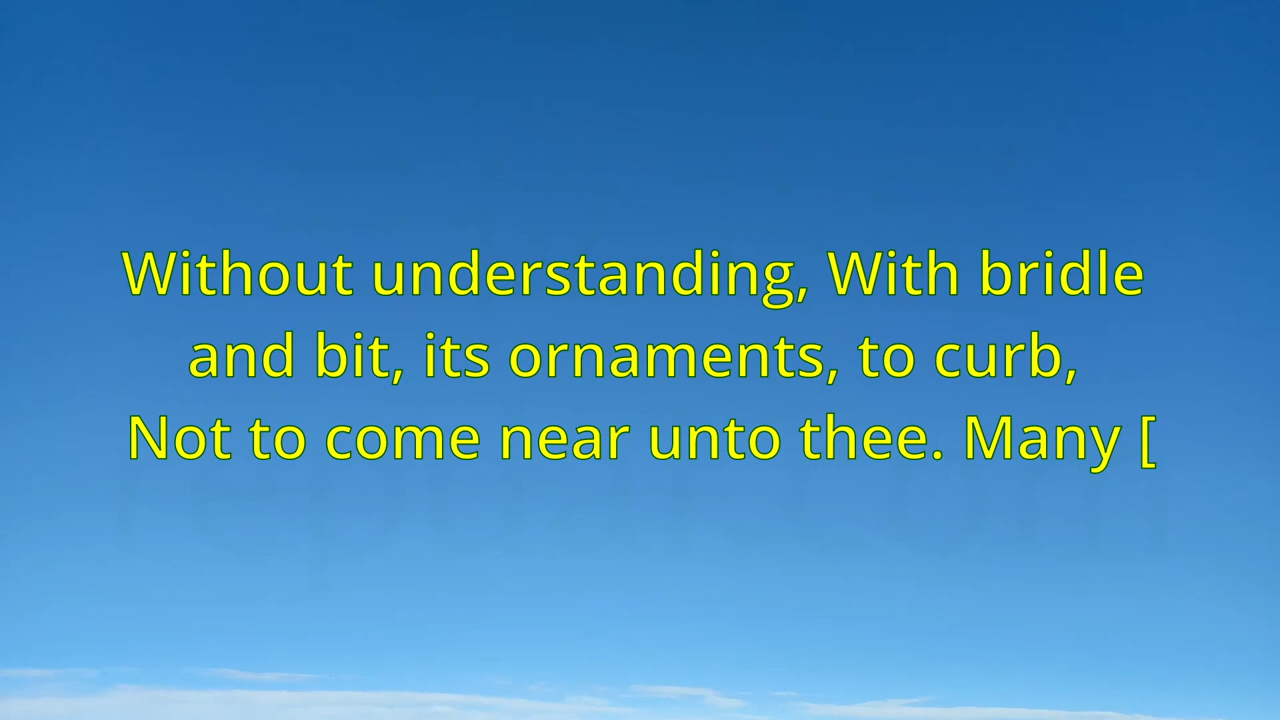 Without understanding, With bridle
and bit, its ornaments, to curb,
Not to come near unto thee. Many [